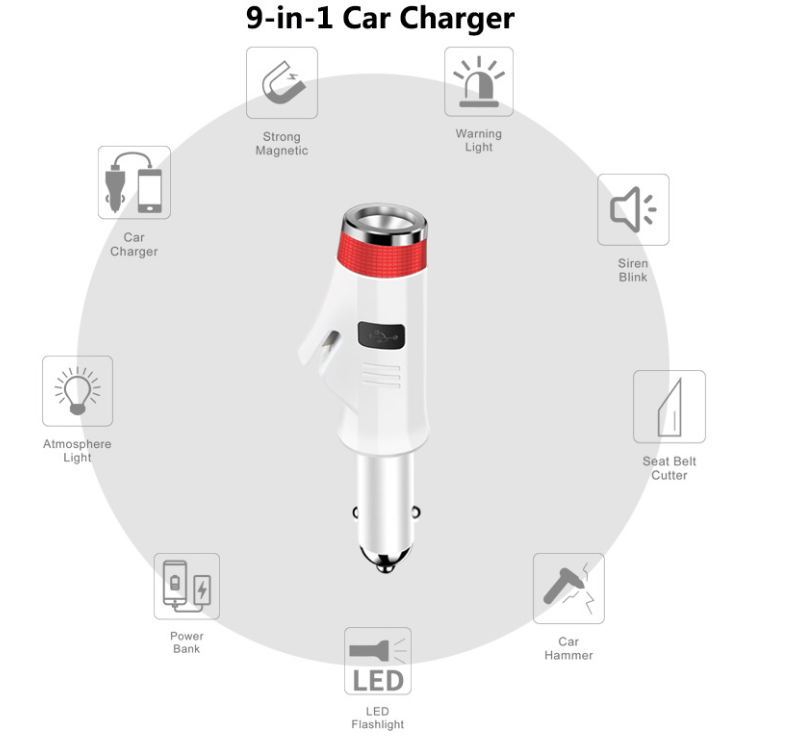 9-in-1 Car Charger
Strong
Magnetic
Warning
Light
Car
Charger
Siren
Blink
Atmosphere
Light
Seat Belt
Cutter
Power
Bank
Car
Hammer
LED
LED
Flashlight